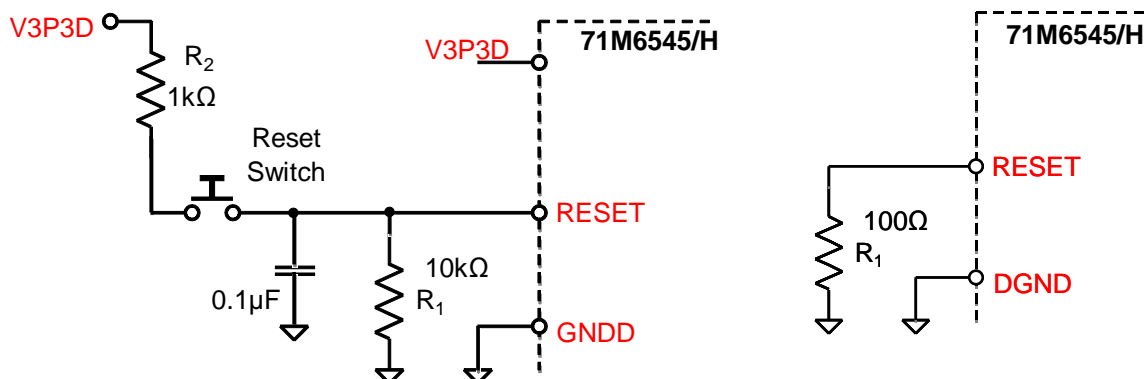 V3P3D
R2
1kΩ
Reset
Switch
0.1µF
10kΩ
R1
V3P3D
71M6545/H
RESET
GNDD
71M6545/H
RESET
100Ω
R1
DGND